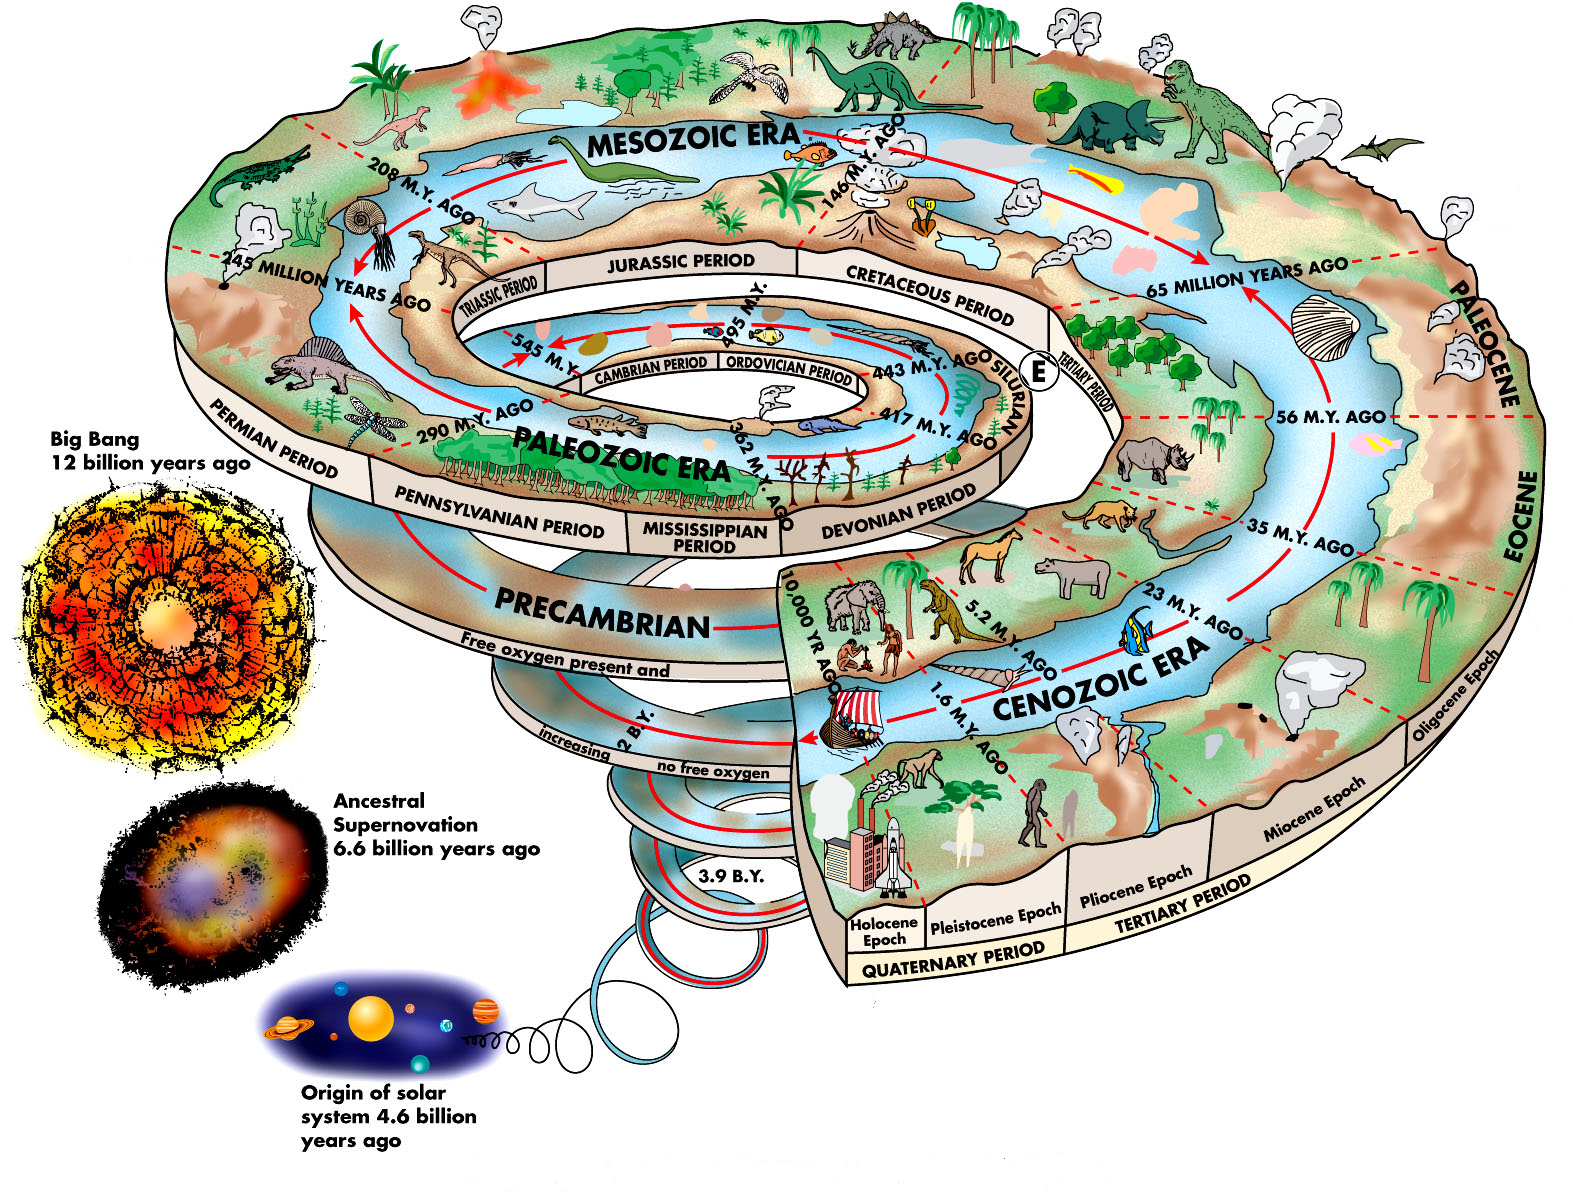 MESOZOIC ERA
208 M.Y. AGO
146 M.Y. AGO
245 MILLION YEARS AGO
65 MILLION YEARS AGO
TRIASSIC PERIOD
JURASSIC PERIOD
CRETACEOUS PERIOD
TERTIARY PERIOD
E
PALEOCENE
EOCENE
545 M.Y.
495 M.Y.
CAMBRIAN PERIOD
ORDOVICIAN PERIOD
443 M.Y. AGO
SILURIAN
417 M.Y. AGO
362 M.Y. AGO
290 M.Y. AGO
PALEOZOIC ERA
PERMIAN PERIOD
PENNSYLVANIAN PERIOD
MISSISSIPPIAN
PERIOD
DEVONIAN PERIOD
56 M.Y. AGO
35 M.Y. AGO
23 M.Y. AGO
5.2 M.Y. AGO
1.6 M.Y. AGO
10,000 YR AGO
CENOZOIC ERA
Big Bang
12 billion years ago
PRECAMBRIAN
Free oxygen present and
increasing
2 B.Y.
no free oxygen
3.9 B.Y.
Ancestral
Supernovation
6.6 billion years ago
Holocene
Epoch
Pleistocene Epoch
Pliocene Epoch
Miocene Epoch
Oligocene Epoch
QUATERNARY PERIOD
TERTIARY PERIOD
Origin of solar
system 4.6 billion
years ago